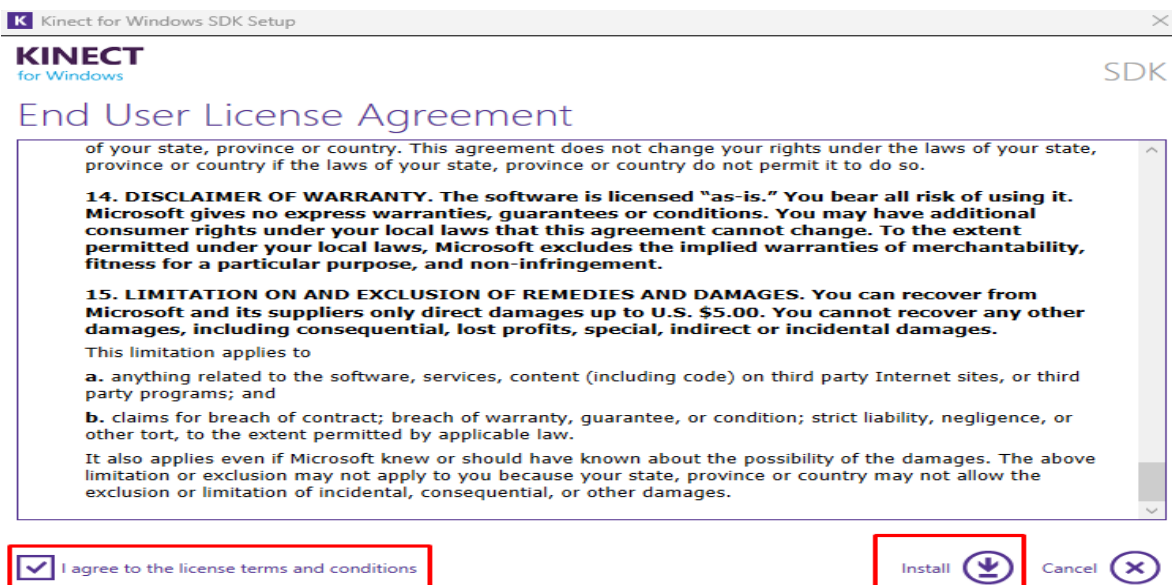 K Kinect for Windows SDK Setup
KINECT
for Windows
SDK
End User License Agreement
of your state, province or country. This agreement does not change your rights under the laws of your state,
province or country if the laws of your state, province or country do not permit it to do so.
14. DISCLAIMER OF WARRANTY. The software is licensed “as-is.” You bear all risk of using it.
Microsoft gives no express warranties, guarantees or conditions. You may have additional
consumer rights under your local laws that this agreement cannot change. To the extent
permitted under your local laws, Microsoft excludes the implied warranties of merchantability,
fitness for a particular purpose, and non-infringement.
15. LIMITATION ON AND EXCLUSION OF REMEDIES AND DAMAGES. You can recover from
Microsoft and its suppliers only direct damages up to U.S. $5.00. You cannot recover any other
damages, including consequential, lost profits, special, indirect or incidental damages.
This limitation applies to
a. anything related to the software, services, content (including code) on third party Internet sites, or third
party programs; and
b. claims for breach of contract; breach of warranty, guarantee, or condition; strict liability, negligence, or
other tort, to the extent permitted by applicable law.
It also applies even if Microsoft knew or should have known about the possibility of the damages. The above
limitation or exclusion may not apply to you because your state, province or country may not allow the
exclusion or limitation of incidental, consequential, or other damages.
I agree to the license terms and conditions
Install
Cancel